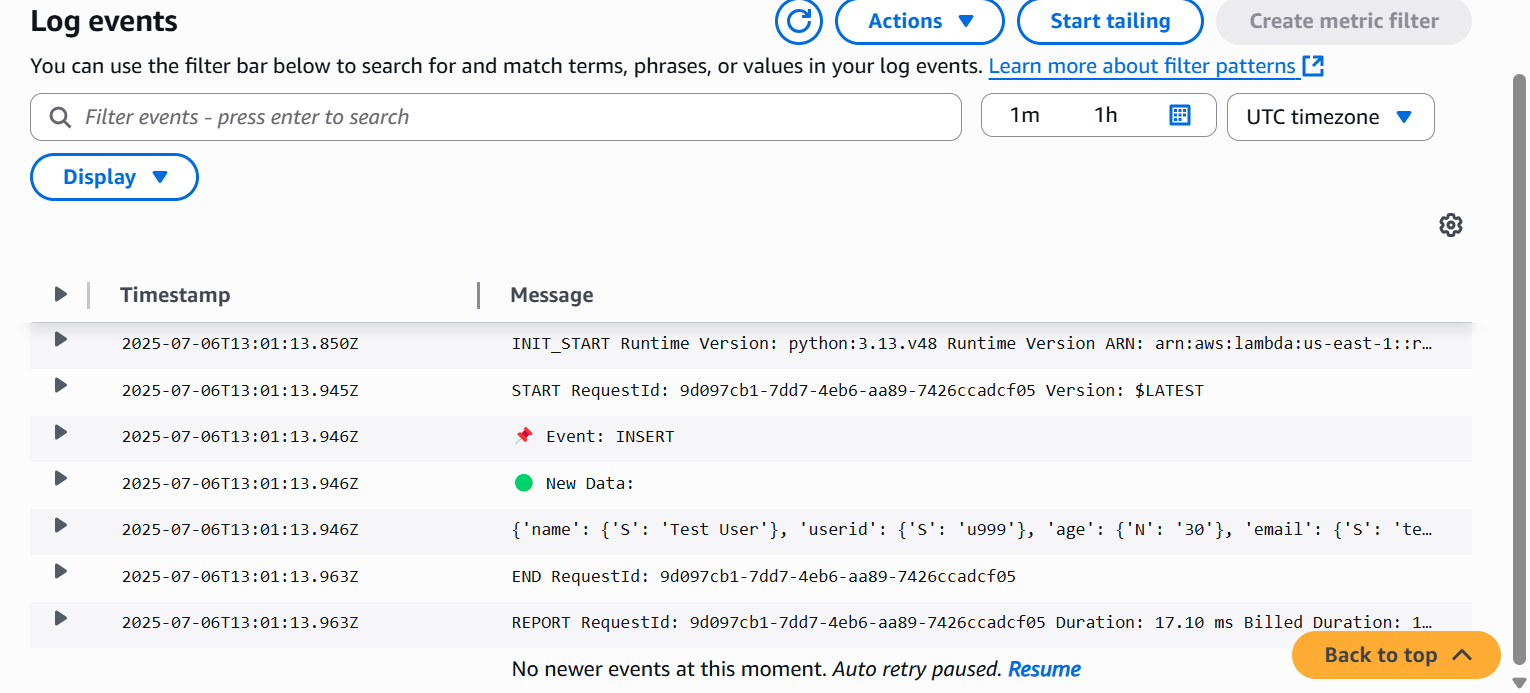 Log events
Actions
Start tailing
Create metric filter
You can use the filter bar below to search for and match terms, phrases, or values in your log events. Learn more about filter patterns
Filter events - press enter to search
1m
1h
UTC timezone
Display
Timestamp
Message
2025-07-06T13:01:13.850Z INIT_START Runtime Version: python:3.13.v48 Runtime Version ARN: arn:aws:lambda:us-east-1::r…
2025-07-06T13:01:13.945Z START RequestId: 9d097cb1-7dd7-4eb6-aa89-7426ccadcf05 Version: $LATEST
2025-07-06T13:01:13.946Z 📌 Event: INSERT
2025-07-06T13:01:13.946Z 🟢 New Data:
2025-07-06T13:01:13.946Z {'name': {'S': 'Test User'}, 'userid': {'S': 'u999'}, 'age': {'N': '30'}, 'email': {'S': 'te…
2025-07-06T13:01:13.963Z END RequestId: 9d097cb1-7dd7-4eb6-aa89-7426ccadcf05
2025-07-06T13:01:13.963Z REPORT RequestId: 9d097cb1-7dd7-4eb6-aa89-7426ccadcf05 Duration: 17.10 ms Billed Duration: 1…
No newer events at this moment. Auto retry paused. Resume
Back to top